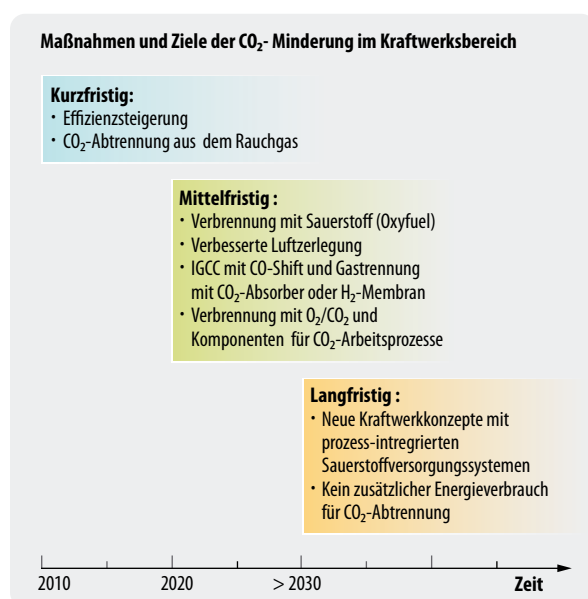 Maßnahmen und Ziele der CO₂- Minderung im Kraftwerksbereich
Kurzfristig:
· Effizienzsteigerung
· CO₂-Abtrennung aus dem Rauchgas
Mittelfristig :
· Verbrennung mit Sauerstoff (Oxyfuel)
· Verbesserte Luftzerlegung
· IGCC mit CO-Shift und Gastrennung
mit CO₂-Absorber oder H₂-Membran
· Verbrennung mit O₂/CO₂ und
Komponenten für CO₂-Arbeitsprozesse
Langfristig :
· Neue Kraftwerkkonzepte mit
prozess-intregrierten
Sauerstoffversorgungssystemen
· Kein zusätzlicher Energieverbrauch
für CO₂-Abtrennung
2010 2020 > 2030 Zeit